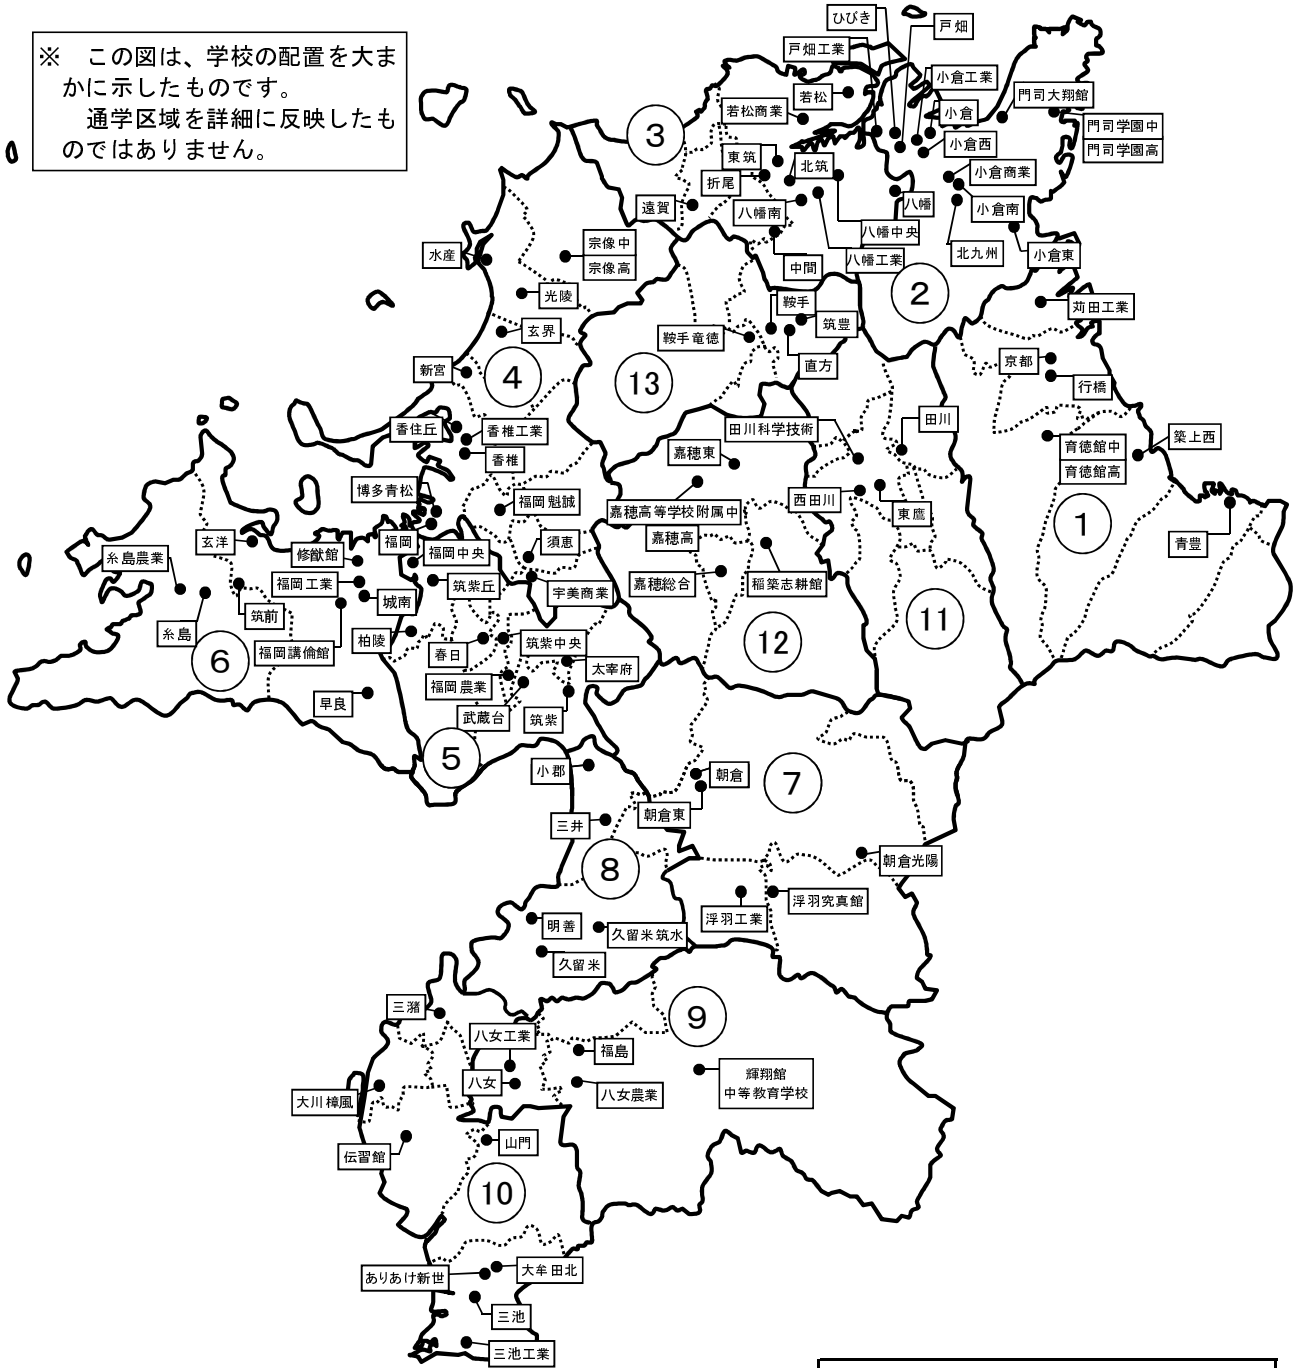 ※　この図は、学校の配置を大ま
かに示したものです。
通学区域を詳細に反映したも
のではありません。
ひびき
戸畑
戸畑工業
小倉工業
若松
門司大翔館
若松商業
小倉
門司学園中
門司学園高
3
小倉西
東筑
北筑
小倉商業
折尾
八幡
遠賀
八幡南
小倉南
八幡中央
水産
宗像中
宗像高
中間
八幡工業
北九州
小倉東
2
光陵
鞍手
苅田工業
玄界
鞍手竜徳
筑豊
新宮
4
13
直方
京都
行橋
香住丘
香椎工業
田川科学技術
田川
香椎
嘉穂東
育徳館中
育徳館高
築上西
博多青松
福岡魁誠
嘉穂高等学校附属中
嘉穂高
西田川
東鷹
1
玄洋
福岡
須恵
青豊
糸島農業
修猷館
福岡中央
福岡工業
筑紫丘
宇美商業
嘉穂総合
稲築志耕館
筑前
城南
糸島
柏陵
11
福岡講倫館
春日
筑紫中央
12
6
太宰府
福岡農業
早良
武蔵台
筑紫
5
小郡
朝倉
7
朝倉東
三井
8
朝倉光陽
浮羽究真館
浮羽工業
明善
久留米筑水
久留米
三潴
9
八女工業
福島
輝翔館
中等教育学校
八女
八女農業
大川樟風
伝習館
山門
10
ありあけ新世
大牟田北
三池
三池工業